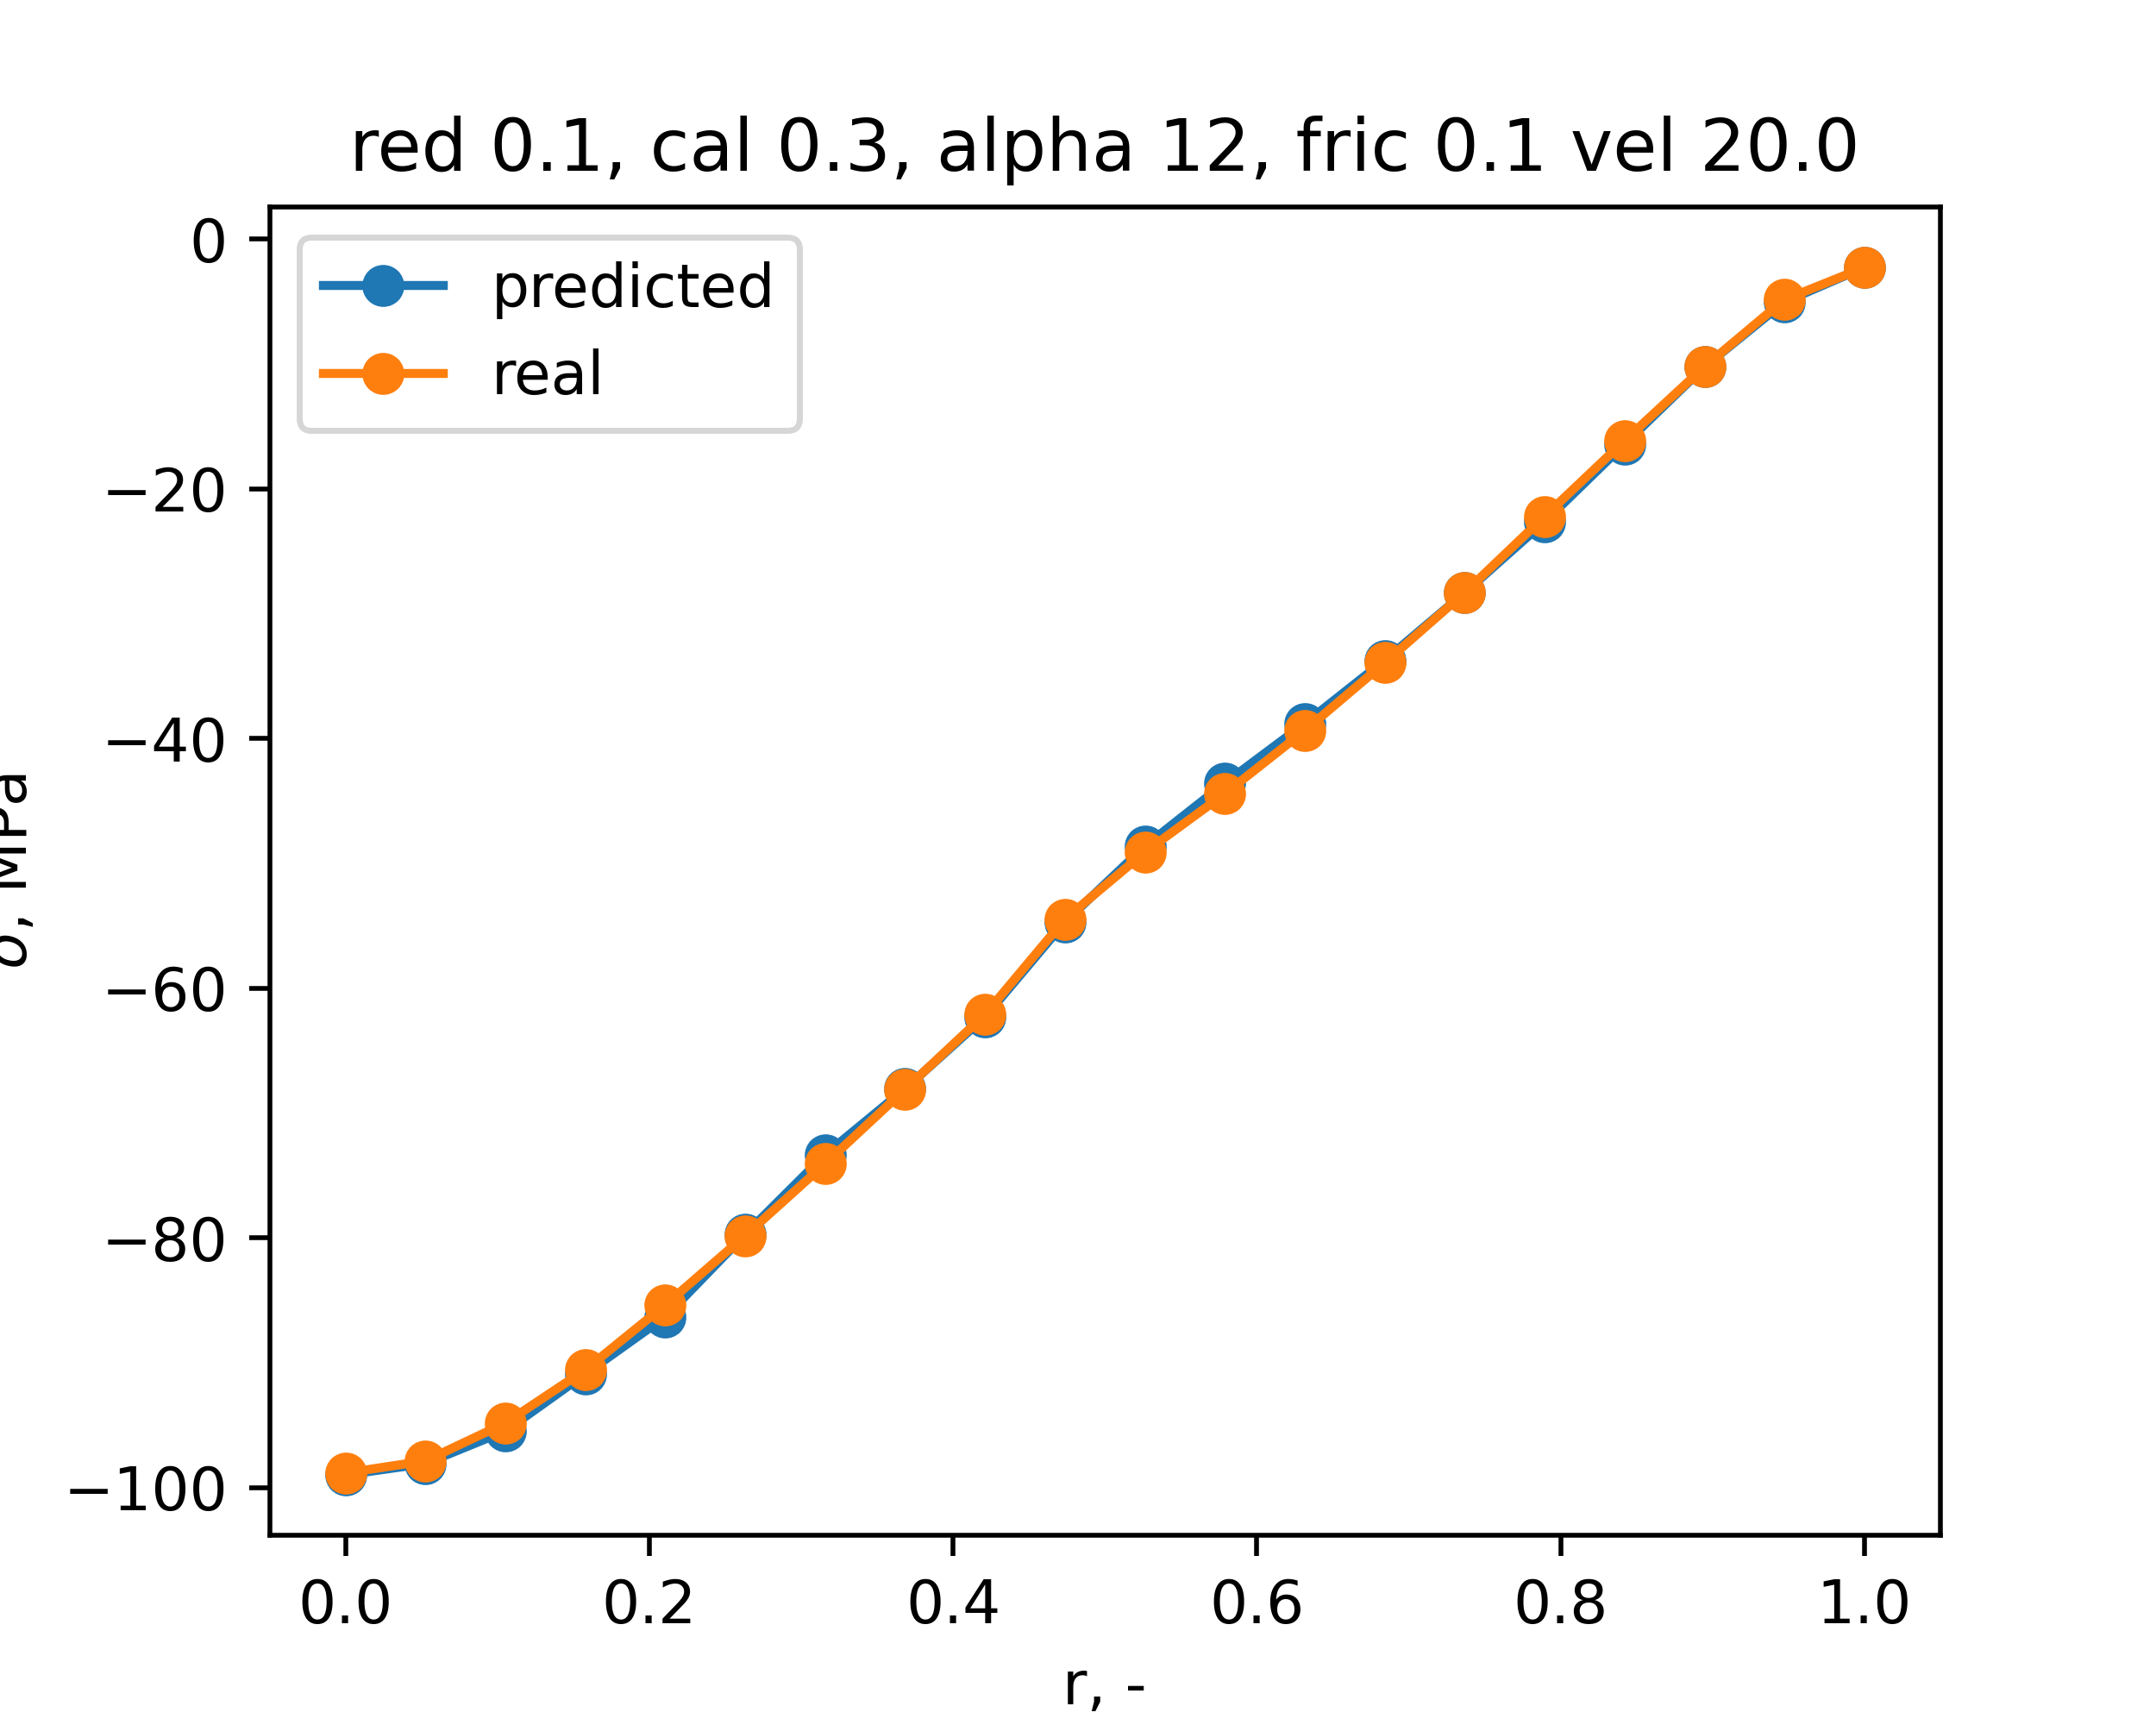 red 0.1, cal 0.3, alpha 12, fric 0.1 vel 20.0
predicted
real
0
−20
−40
−60
−80
−100
σ, MPa
0.0 0.2 0.4 0.6 0.8 1.0
r, -